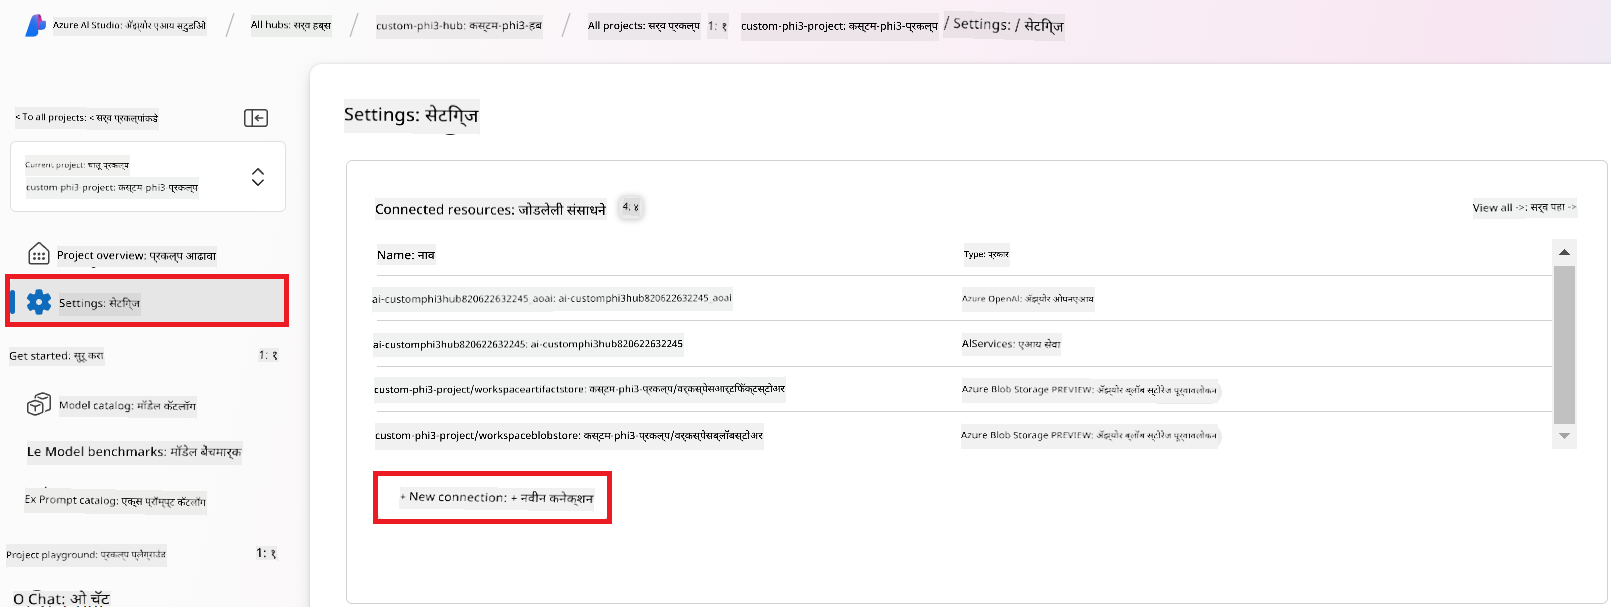 Azure AI Studio: अ‍ॅझ्योर एआय स्टुडिओ / All hubs: सर्व हब्स / custom-phi3-hub: कस्टम-phi3-हब / All projects: सर्व प्रकल्प 1: १ custom-phi3-project: कस्टम-phi3-प्रकल्प / Settings: / सेटिंग्ज
< To all projects: < सर्व प्रकल्पांकडे
Current project: चालू प्रकल्प
custom phi3-project: कस्टम-phi3-प्रकल्प
Project overview: प्रकल्प आढावा
Settings: सेटिंग्ज
Get started: सुरू करा 1: १
Model catalog: मॉडेल कॅटलॉग
Le Model benchmarks: मॉडेल बेंचमार्क
Ex Prompt catalog: एक्स प्रॉम्प्ट कॅटलॉग
Project playground: प्रकल्प प्लेग्राउंड 1: १
O Chat: ओ चॅट
Settings: सेटिंग्ज
Connected resources: जोडलेली संसाधने 4. ४
View all ->: सर्व पहा ->
Name: नाव Type: प्रकार
ai-customphi3hub820622632245_aoai: ai-customphi3hub820622632245_aoai Azure OpenAI: अ‍ॅझ्योर ओपनएआय
ai-customphi3hub820622632245: ai-customphi3hub820622632245 AIServices: एआय सेवा
custom-phi3-project/workspaceartifactstore: कस्टम-phi3-प्रकल्प/वर्कस्पेसआर्टिफॅक्टस्टोअर Azure Blob Storage PREVIEW: अ‍ॅझ्योर ब्लॉब स्टोरेज पूर्वावलोकन
custom-phi3-project/workspaceblobstore: कस्टम-phi3-प्रकल्प/वर्कस्पेसब्लॉबस्टोअर Azure Blob Storage PREVIEW: अ‍ॅझ्योर ब्लॉब स्टोरेज पूर्वावलोकन
+ New connection: + नवीन कनेक्शन